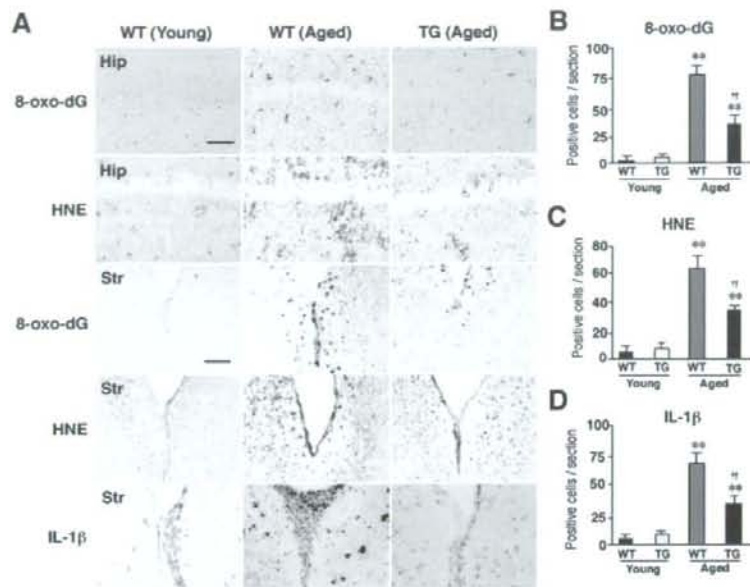 A
WT (Young) WT (Aged) TG (Aged)
Hip
8-oxo-dG
Hip
HNE
Str
8-oxo-dG
Str
HNE
Str
IL-1β
B
8-oxo-dG
Positive cells / section
100
75
50
25
0
**
**
WT TG WT TG
Young Aged
C
HNE
Positive cells / section
80
60
40
20
0
**
**
WT TG WT TG
Young Aged
D
IL-1β
Positive cells / section
100
75
50
25
0
**
**
WT TG WT TG
Young Aged